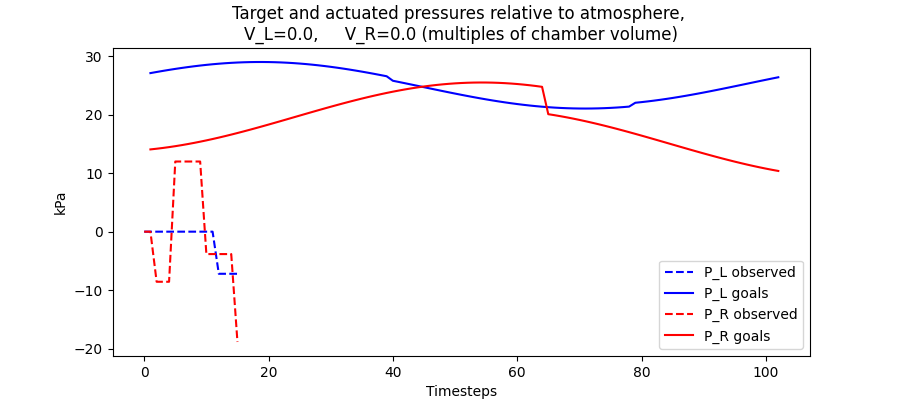 Target and actuated pressures relative to atmosphere,
V_L=0.0,     V_R=0.0 (multiples of chamber volume)
kPa
30
20
10
0
−10
−20
0 20 40 60 80 100
Timesteps
P_L observed
P_L goals
P_R observed
P_R goals